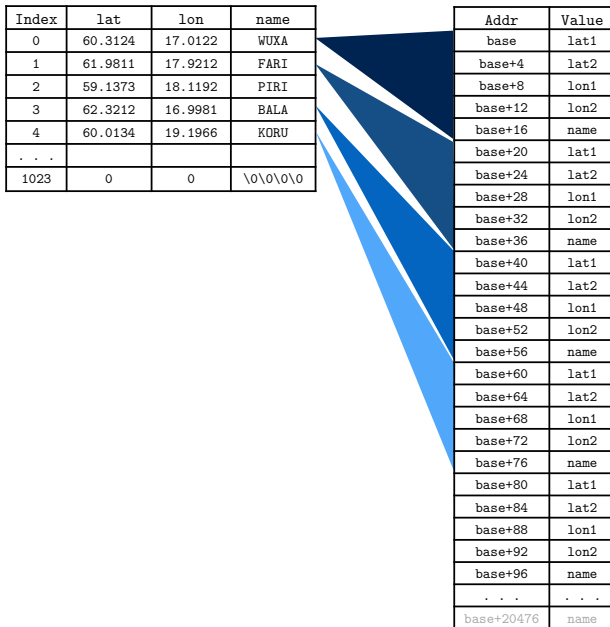 Index lat lon name
0 60.3124 17.0122 WUXA
1 61.9811 17.9212 FARI
2 59.1373 18.1192 PIRI
3 62.3212 16.9981 BALA
4 60.0134 19.1966 KORU
. . .
1023 0 0 \0\0\0\0
Addr Value
base lat1
base+4 lat2
base+8 lon1
base+12 lon2
base+16 name
base+20 lat1
base+24 lat2
base+28 lon1
base+32 lon2
base+36 name
base+40 lat1
base+44 lat2
base+48 lon1
base+52 lon2
base+56 name
base+60 lat1
base+64 lat2
base+68 lon1
base+72 lon2
base+76 name
base+80 lat1
base+84 lat2
base+88 lon1
base+92 lon2
base+96 name
. . . . . .
base+20476 name